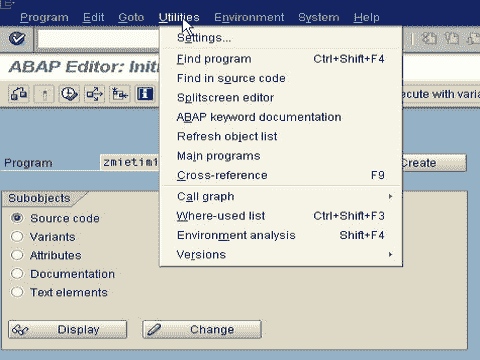 Program Edit Goto Utilities Environment System Help
ABAP Editor: Initi
Settings...
Find program Ctrl+Shift+F4
Find in source code
Splitscreen editor
ABAP keyword documentation
Refresh object list
Main programs
Cross-reference F9
Call graph
Where-used list Ctrl+Shift+F3
Environment analysis Shift+F4
Versions
ecute with varia
Program zmietim1 Create
Subobjects
Source code
Variants
Attributes
Documentation
Text elements
Display Change